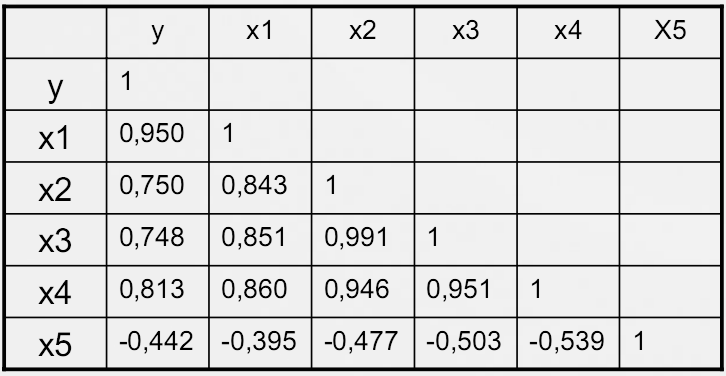 y x1 x2 x3 x4 X5
y 1
x1 0,950 1
x2 0,750 0,843 1
x3 0,748 0,851 0,991 1
x4 0,813 0,860 0,946 0,951 1
x5 -0,442 -0,395 -0,477 -0,503 -0,539 1